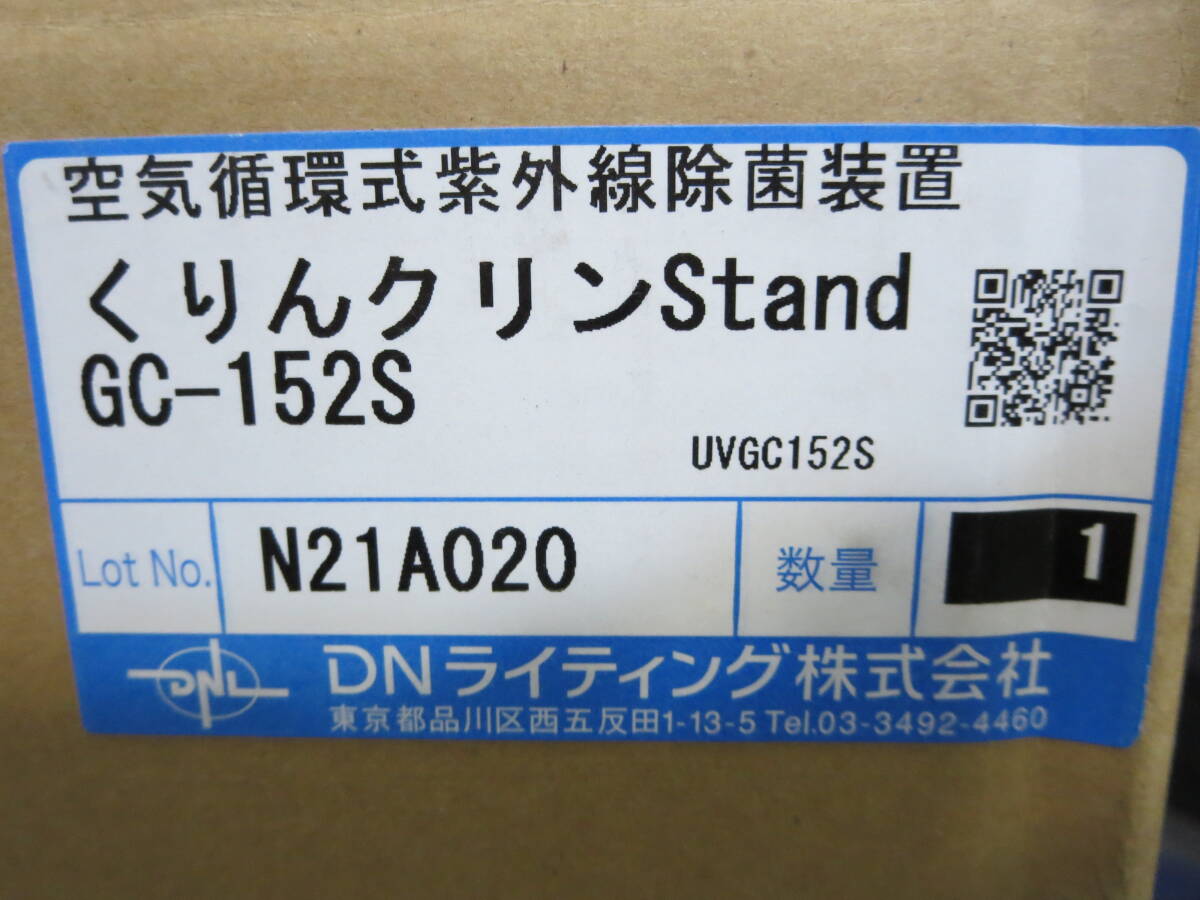 空気循環式紫外線除菌装置
くりんクリンStand
GC-152S
UVGC152S
Lot No. N21A020 数量 1
DNL DNライティング株式会社
東京都品川区西五反田1-13-5 Tel.03-3492-4460